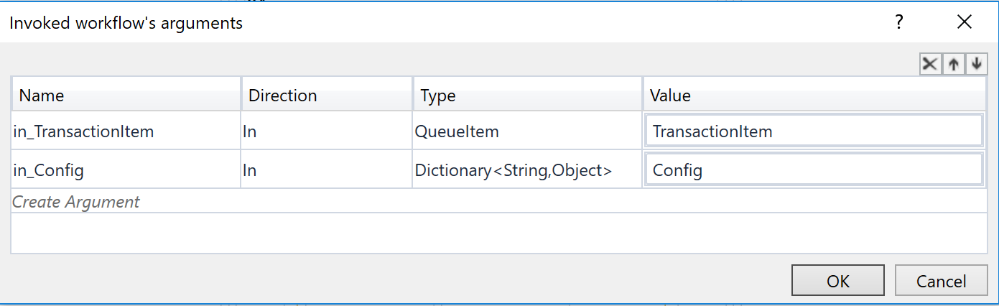 Invoked workflow's arguments ?
Name Direction Type Value
in_TransactionItem In QueueItem TransactionItem
in_Config In Dictionary<String,Object> Config
Create Argument
OK Cancel